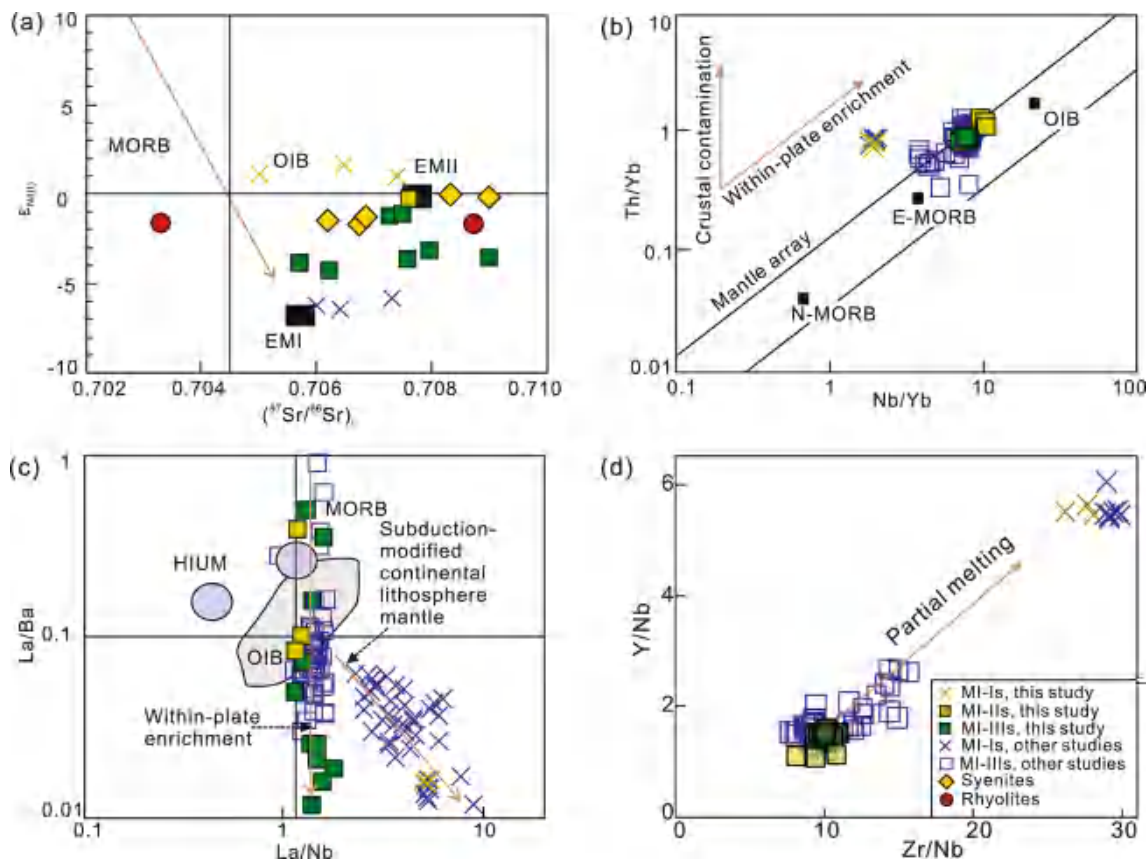 (a)
10
5
0
-5
-10
εNd(t)
MORB
OIB
EMII
EMI
0.702
0.704
0.706
0.708
0.710
(⁸⁷Sr/⁸⁶Sr)i
(b)
10
1
0.1
0.01
Th/Yb
Crustal contamination
Within-plate enrichment
Mantle array
OIB
E-MORB
N-MORB
0.1
1
10
100
Nb/Yb
(c)
1
0.1
0.01
La/Ba
HIUM
MORB
Subduction-
modified
continental
lithosphere
mantle
OIB
Within-plate
enrichment
0.1
1
10
La/Nb
(d)
6
4
2
0
Y/Nb
Partial melting
MI-Is, this study
MI-IIs, this study
MI-IIIs, this study
MI-Is, other studies
MI-IIIs, other studies
Syenites
Rhyolites
0
10
20
30
Zr/Nb